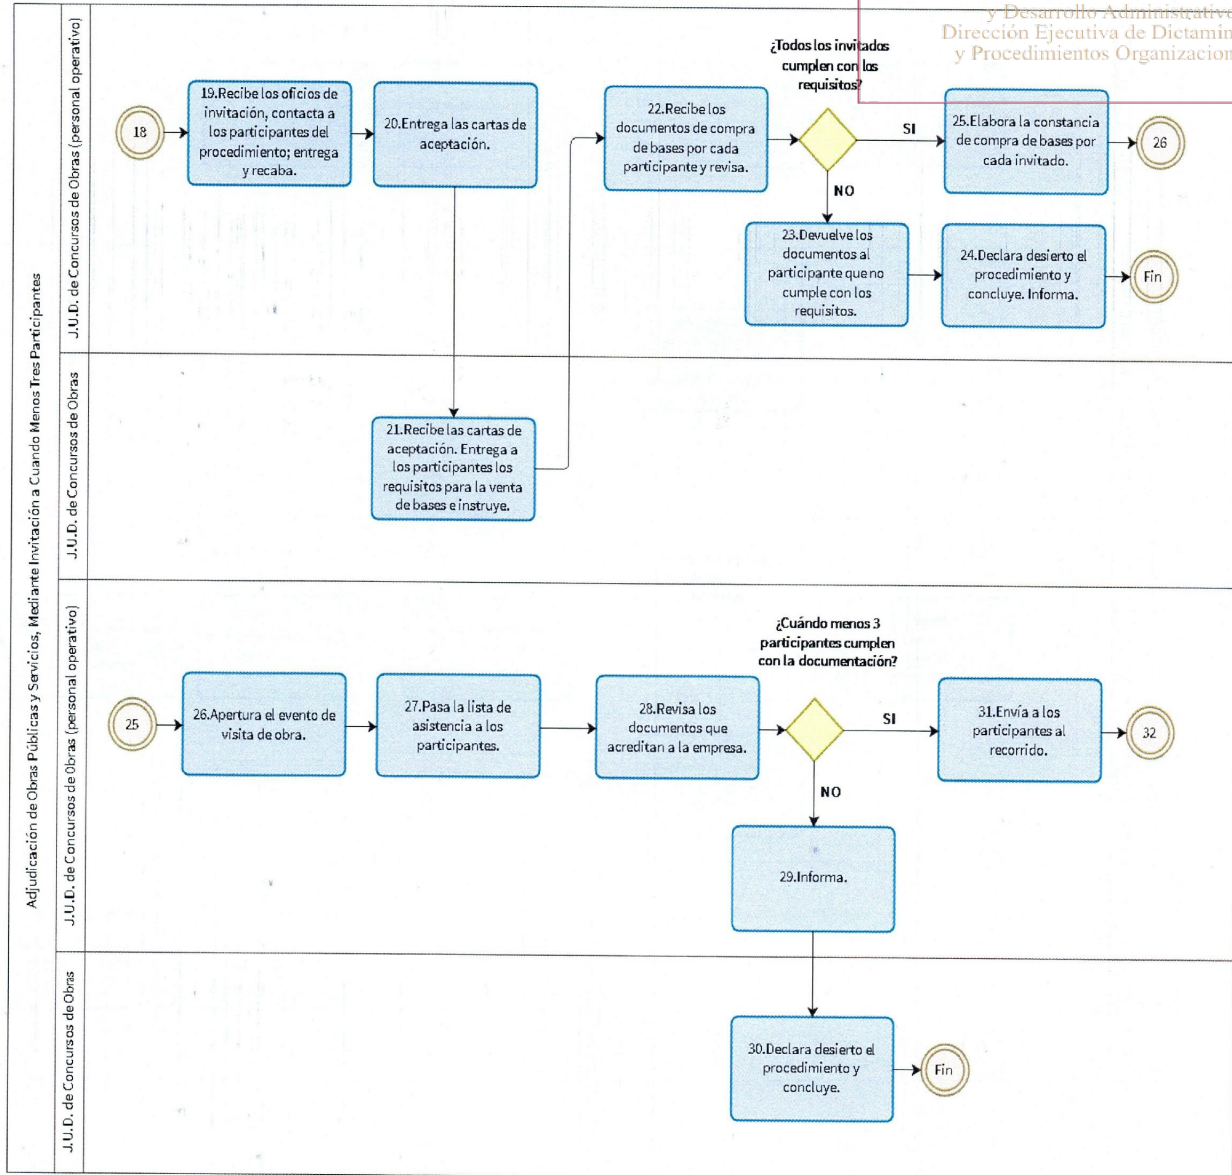 y Desarrollo Administrativo
Dirección Ejecutiva de Dictamin
y Procedimientos Organizacion
Adjudicación de Obras Públicas y Servicios, Mediante Invitación a Cuando Menos Tres Participantes
J.U.D. de Concursos de Obras (personal operativo)
18
19.Recibe los oficios de
invitación, contacta a
los participantes del
procedimiento; entrega
y recaba.
20.Entrega las cartas de
aceptación.
22.Recibe los
documentos de compra
de bases por cada
participante y revisa.
¿Todos los invitados
cumplen con los
requisitos?
SI
25.Elabora la constancia
de compra de bases por
cada invitado.
26
NO
23.Devuelve los
documentos al
participante que no
cumple con los
requisitos.
24.Declara desierto el
procedimiento y
concluye. Informa.
Fin
J.U.D. de Concursos de Obras
21.Recibe las cartas de
aceptación. Entrega a
los participantes los
requisitos para la venta
de bases e instruye.
J.U.D. de Concursos de Obras (personal operativo)
25
26.Apertura el evento de
visita de obra.
27.Pasa la lista de
asistencia a los
participantes.
28.Revisa los
documentos que
acreditan a la empresa.
¿Cuándo menos 3
participantes cumplen
con la documentación?
SI
31.Envía a los
participantes al
recorrido.
32
NO
29.Informa.
J.U.D. de Concursos de Obras
30.Declara desierto el
procedimiento y
concluye.
Fin